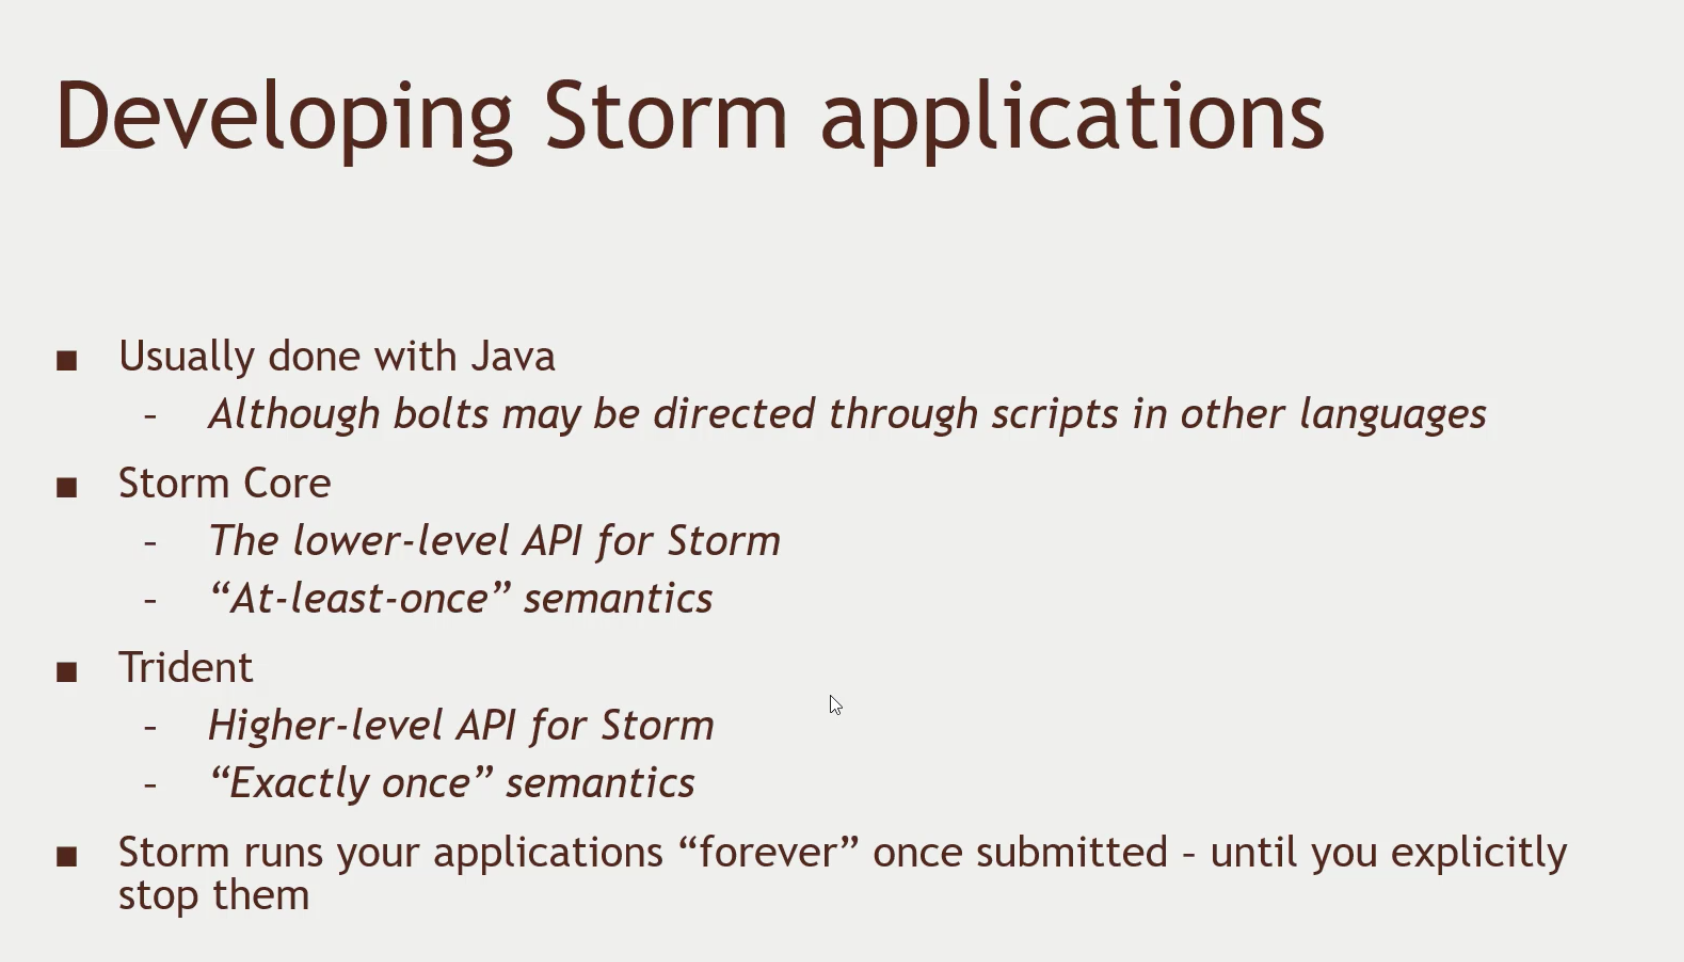 Developing Storm applications
■ Usually done with Java
– Although bolts may be directed through scripts in other languages
■ Storm Core
– The lower-level API for Storm
– “At-least-once” semantics
■ Trident
– Higher-level API for Storm
– “Exactly once” semantics
■ Storm runs your applications “forever” once submitted – until you explicitly
stop them